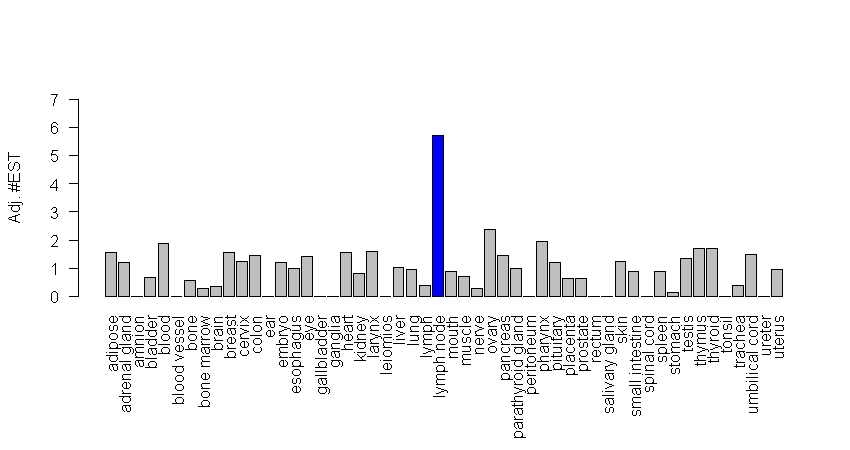 7
6
5
4
3
2
1
0
Adj. #EST
adipose
adrenal gland
amnion
bladder
blood
blood vessel
bone
bone marrow
brain
breast
cervix
colon
ear
embryo
esophagus
eye
gallbladder
ganglia
heart
kidney
larynx
leiomios
liver
lung
lymph
lymph node
mouth
muscle
nerve
ovary
pancreas
parathyroid gland
peritoneum
pharynx
pituitary
placenta
prostate
rectum
salivary gland
skin
small intestine
spinal cord
spleen
stomach
testis
thymus
thyroid
tonsil
trachea
umbilical cord
ureter
uterus